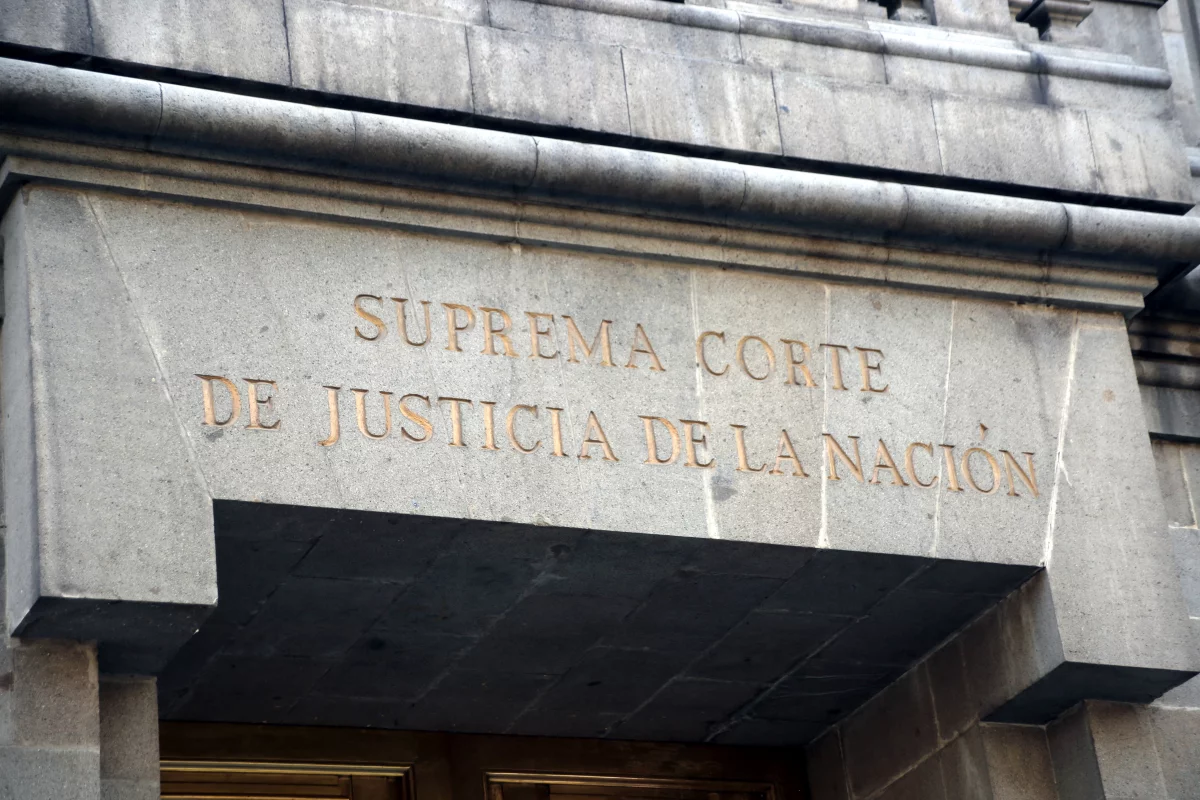 SUPREMA CORTE
DE JUSTICIA DE LA NACIÓN